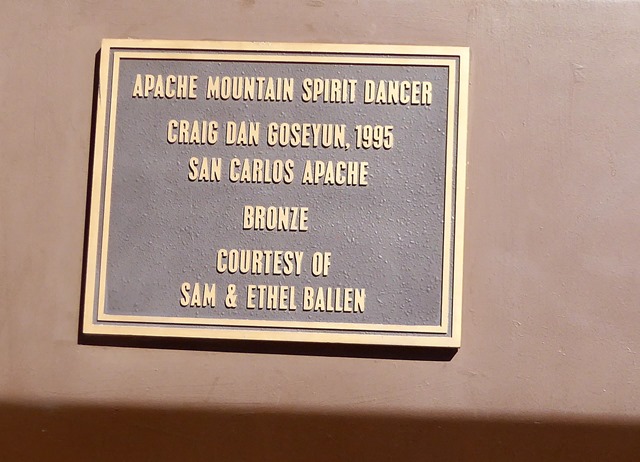 APACHE MOUNTAIN SPIRIT DANCER
CRAIG DAN GOSEYUN, 1995
SAN CARLOS APACHE
BRONZE
COURTESY OF
SAM & ETHEL BALLEN